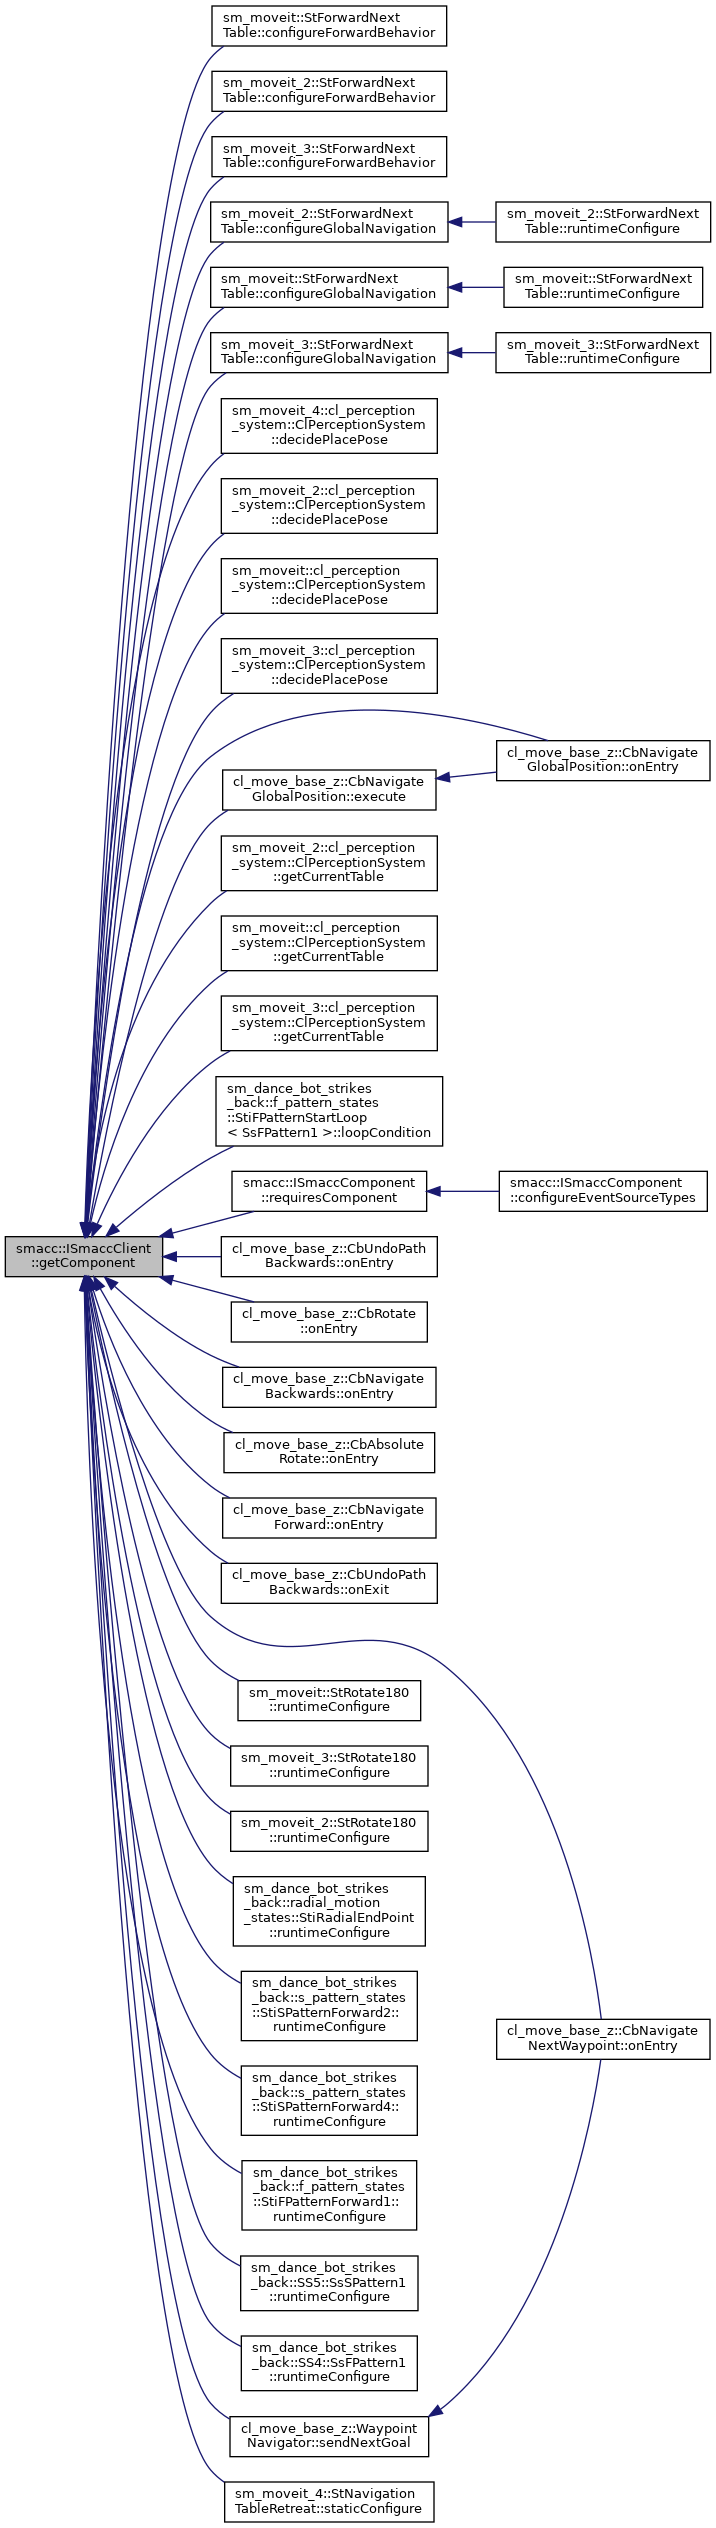 sm_moveit::StForwardNext
Table::configureForwardBehavior
sm_moveit_2::StForwardNext
Table::configureForwardBehavior
sm_moveit_3::StForwardNext
Table::configureForwardBehavior
sm_moveit_2::StForwardNext
Table::configureGlobalNavigation
sm_moveit_2::StForwardNext
Table::runtimeConfigure
sm_moveit::StForwardNext
Table::configureGlobalNavigation
sm_moveit::StForwardNext
Table::runtimeConfigure
sm_moveit_3::StForwardNext
Table::configureGlobalNavigation
sm_moveit_3::StForwardNext
Table::runtimeConfigure
sm_moveit_4::cl_perception
_system::ClPerceptionSystem
::decidePlacePose
sm_moveit_2::cl_perception
_system::ClPerceptionSystem
::decidePlacePose
sm_moveit::cl_perception
_system::ClPerceptionSystem
::decidePlacePose
sm_moveit_3::cl_perception
_system::ClPerceptionSystem
::decidePlacePose
cl_move_base_z::CbNavigate
GlobalPosition::onEntry
cl_move_base_z::CbNavigate
GlobalPosition::execute
sm_moveit_2::cl_perception
_system::ClPerceptionSystem
::getCurrentTable
sm_moveit::cl_perception
_system::ClPerceptionSystem
::getCurrentTable
sm_moveit_3::cl_perception
_system::ClPerceptionSystem
::getCurrentTable
sm_dance_bot_strikes
_back::f_pattern_states
::StiFPatternStartLoop
< SsFPattern1 >::loopCondition
smacc::ISmaccComponent
::requiresComponent
smacc::ISmaccComponent
::configureEventSourceTypes
smacc::ISmaccClient
::getComponent
cl_move_base_z::CbUndoPath
Backwards::onEntry
cl_move_base_z::CbRotate
::onEntry
cl_move_base_z::CbNavigate
Backwards::onEntry
cl_move_base_z::CbAbsolute
Rotate::onEntry
cl_move_base_z::CbNavigate
Forward::onEntry
cl_move_base_z::CbUndoPath
Backwards::onExit
sm_moveit::StRotate180
::runtimeConfigure
sm_moveit_3::StRotate180
::runtimeConfigure
sm_moveit_2::StRotate180
::runtimeConfigure
sm_dance_bot_strikes
_back::radial_motion
_states::StiRadialEndPoint
::runtimeConfigure
sm_dance_bot_strikes
_back::s_pattern_states
::StiSPatternForward2::
runtimeConfigure
cl_move_base_z::CbNavigate
NextWaypoint::onEntry
sm_dance_bot_strikes
_back::s_pattern_states
::StiSPatternForward4::
runtimeConfigure
sm_dance_bot_strikes
_back::f_pattern_states
::StiFPatternForward1::
runtimeConfigure
sm_dance_bot_strikes
_back::SS5::SsSPattern1
::runtimeConfigure
sm_dance_bot_strikes
_back::SS4::SsFPattern1
::runtimeConfigure
cl_move_base_z::Waypoint
Navigator::sendNextGoal
sm_moveit_4::StNavigation
TableRetreat::staticConfigure